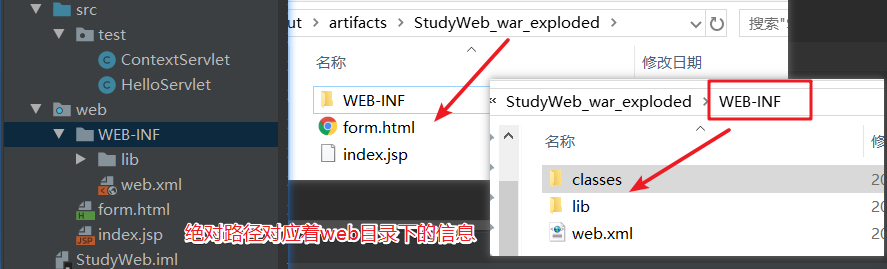 src
test
ContextServlet
HelloServlet
web
WEB-INF
lib
web.xml
form.html
index.jsp
StudyWeb.iml
ut › artifacts › StudyWeb_war_exploded ›
搜索"S
名称
修改日期
WEB-INF
form.html
index.jsp
« StudyWeb_war_exploded › WEB-INF
名称
classes
20
lib
20
web.xml
20
绝对路径对应着web目录下的信息